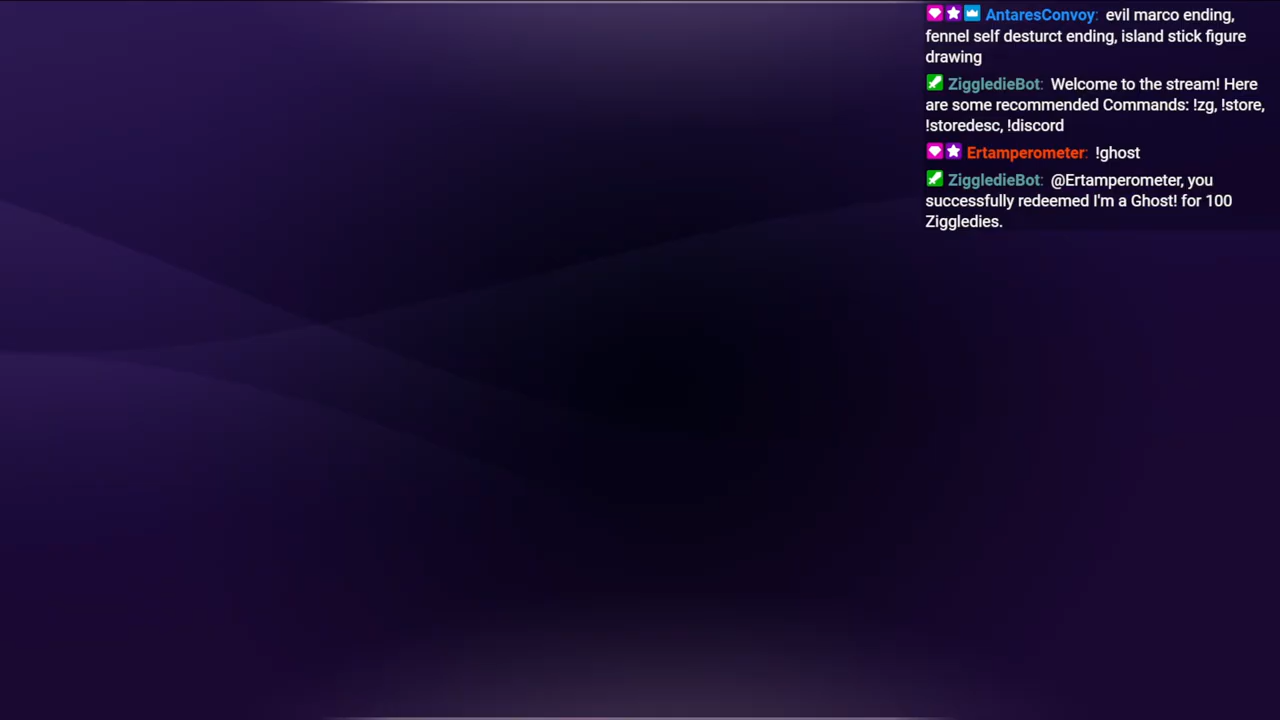 AntaresConvoy: evil marco ending,
fennel self desturct ending, island stick figure
drawing
ZiggledieBot: Welcome to the stream! Here
are some recommended Commands: !zg, !store,
!storedesc, !discord
Ertamperometer: !ghost
ZiggledieBot: @Ertamperometer, you
successfully redeemed I'm a Ghost! for 100
Ziggledies.